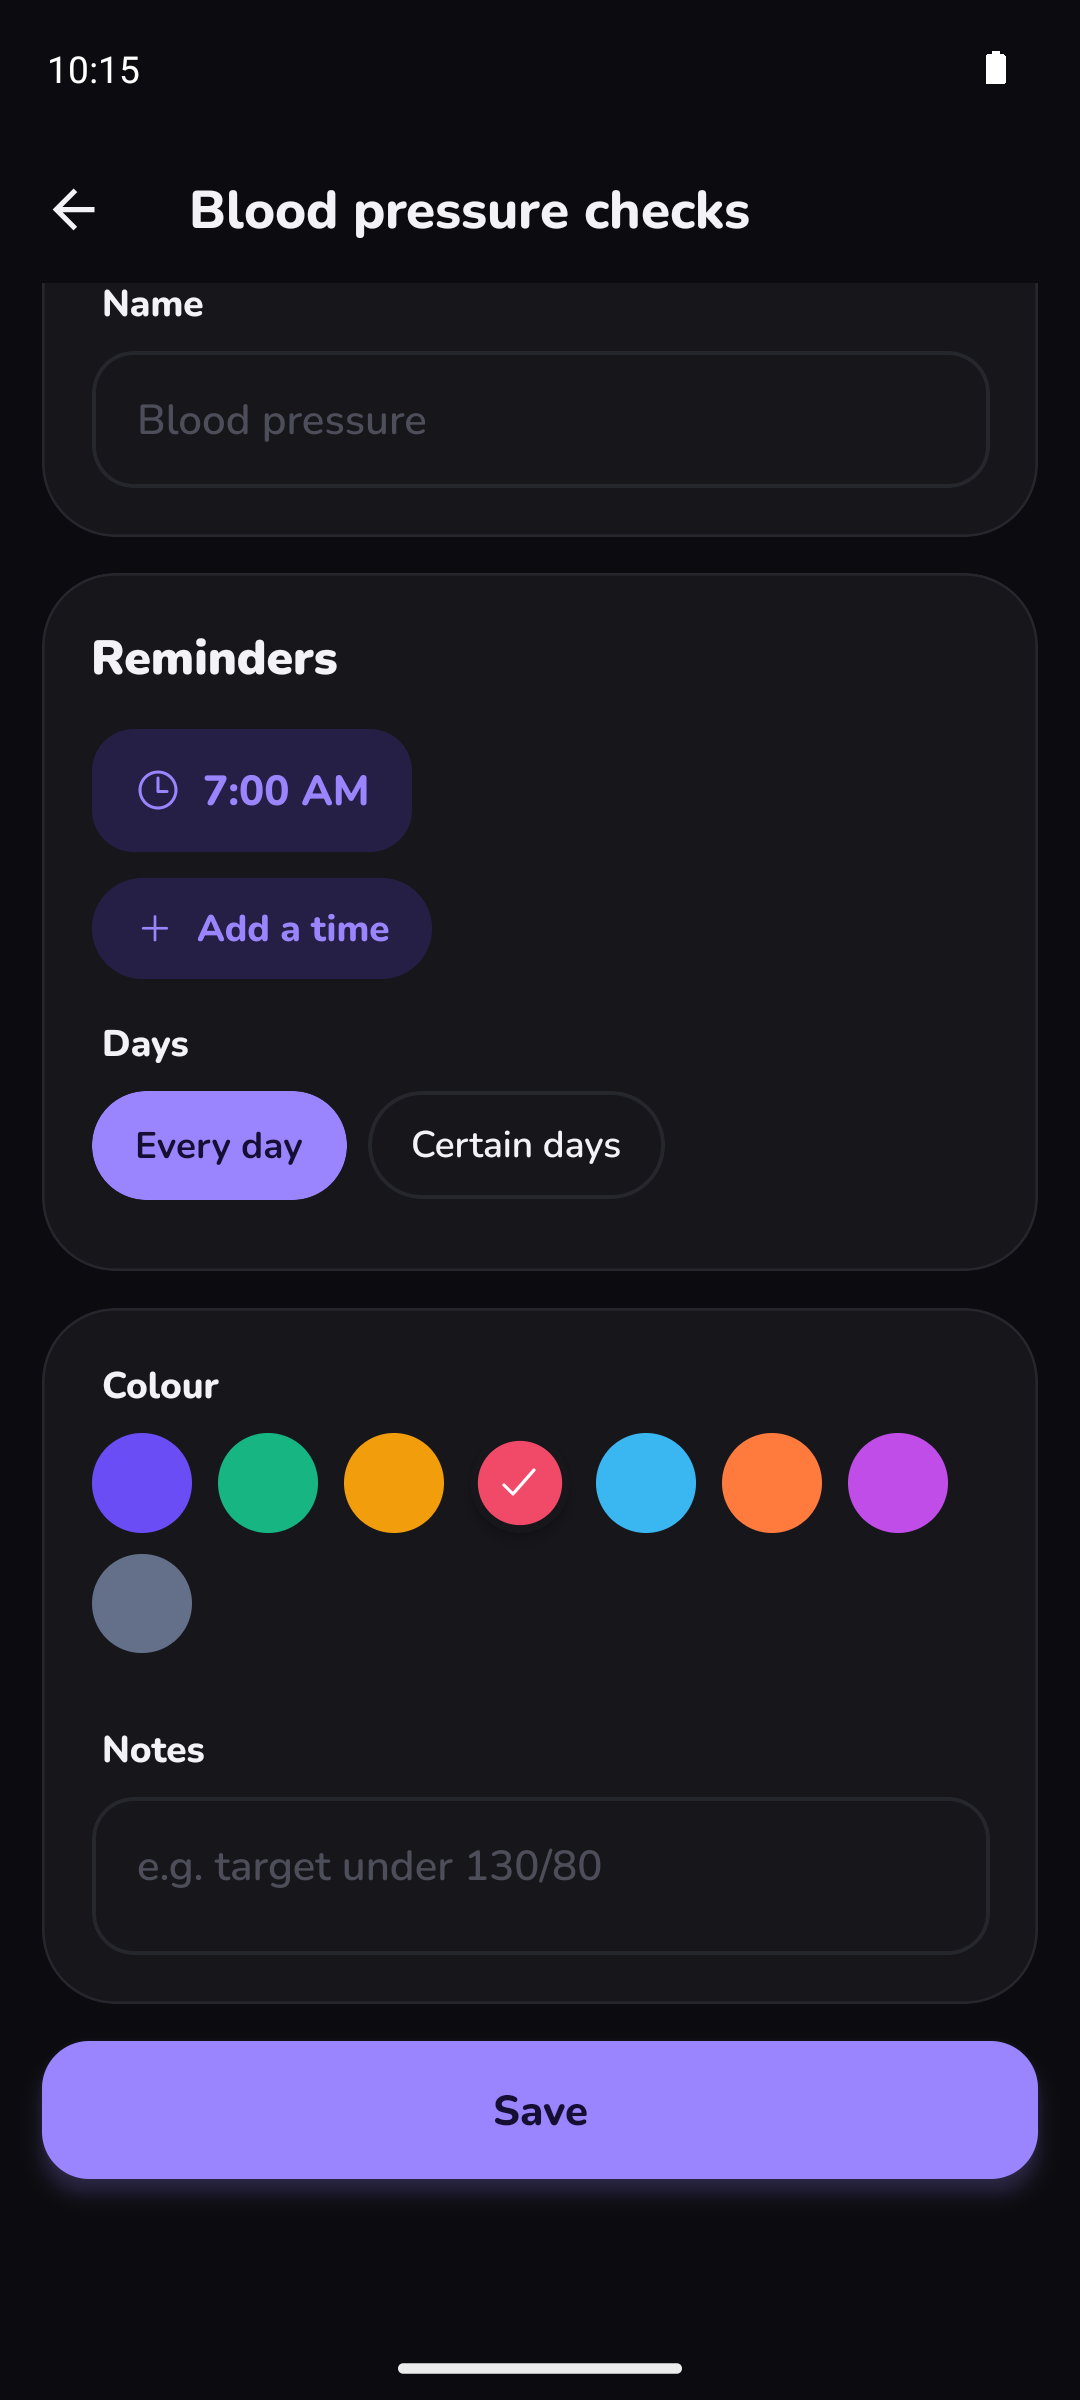 10:15
Blood pressure checks
Name
Blood pressure
Reminders
7:00 AM
Add a time
Days
Every day
Certain days
Colour
Notes
e.g. target under 130/80
Save